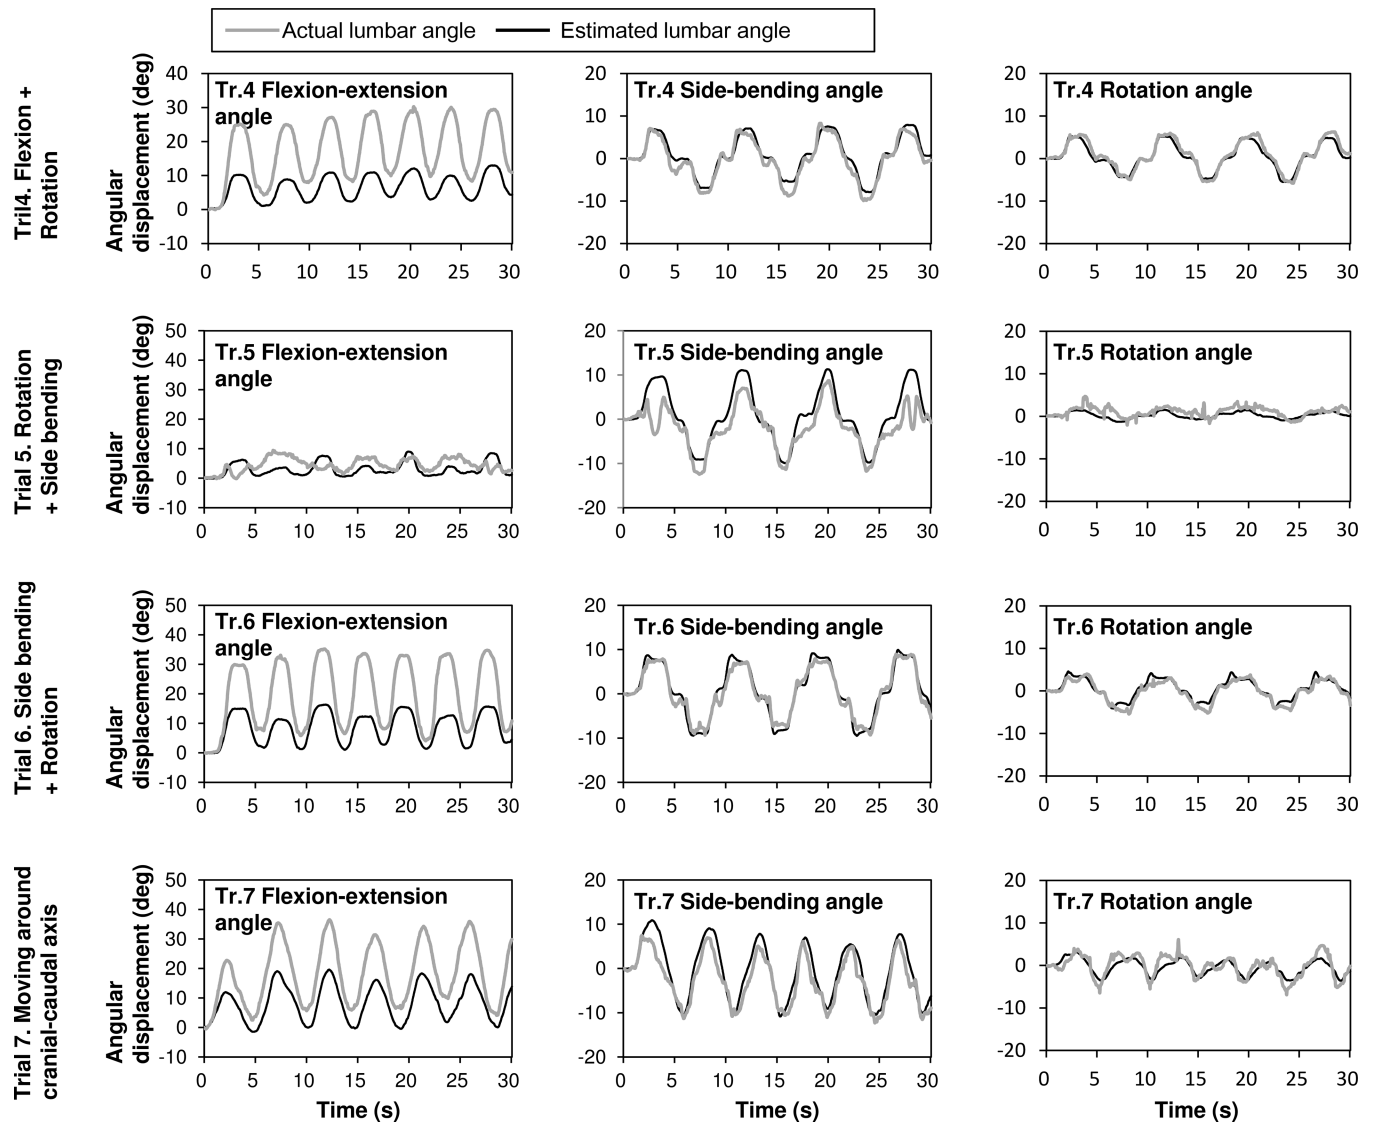 Actual lumbar angle Estimated lumbar angle
Tril4. Flexion +
Rotation
Angular
displacement (deg)
40
30
20
10
0
-10
Tr.4 Flexion-extension
angle
0 5 10 15 20 25 30
20
10
0
-10
-20
Tr.4 Side-bending angle
0 5 10 15 20 25 30
20
10
0
-10
-20
Tr.4 Rotation angle
0 5 10 15 20 25 30
Trial 5. Rotation
+ Side bending
Angular
displacement (deg)
50
40
30
20
10
0
-10
Tr.5 Flexion-extension
angle
0 5 10 15 20 25 30
20
10
0
-10
-20
Tr.5 Side-bending angle
0 5 10 15 20 25 30
20
10
0
-10
-20
Tr.5 Rotation angle
0 5 10 15 20 25 30
Trial 6. Side bending
+ Rotation
Angular
displacement (deg)
50
40
30
20
10
0
-10
Tr.6 Flexion-extension
angle
0 5 10 15 20 25 30
20
10
0
-10
-20
Tr.6 Side-bending angle
0 5 10 15 20 25 30
20
10
0
-10
-20
Tr.6 Rotation angle
0 5 10 15 20 25 30
Trial 7. Moving around
cranial-caudal axis
Angular
displacement (deg)
50
40
30
20
10
0
-10
Tr.7 Flexion-extension
angle
0 5 10 15 20 25 30
Time (s)
20
10
0
-10
-20
Tr.7 Side-bending angle
0 5 10 15 20 25 30
Time (s)
20
10
0
-10
-20
Tr.7 Rotation angle
0 5 10 15 20 25 30
Time (s)